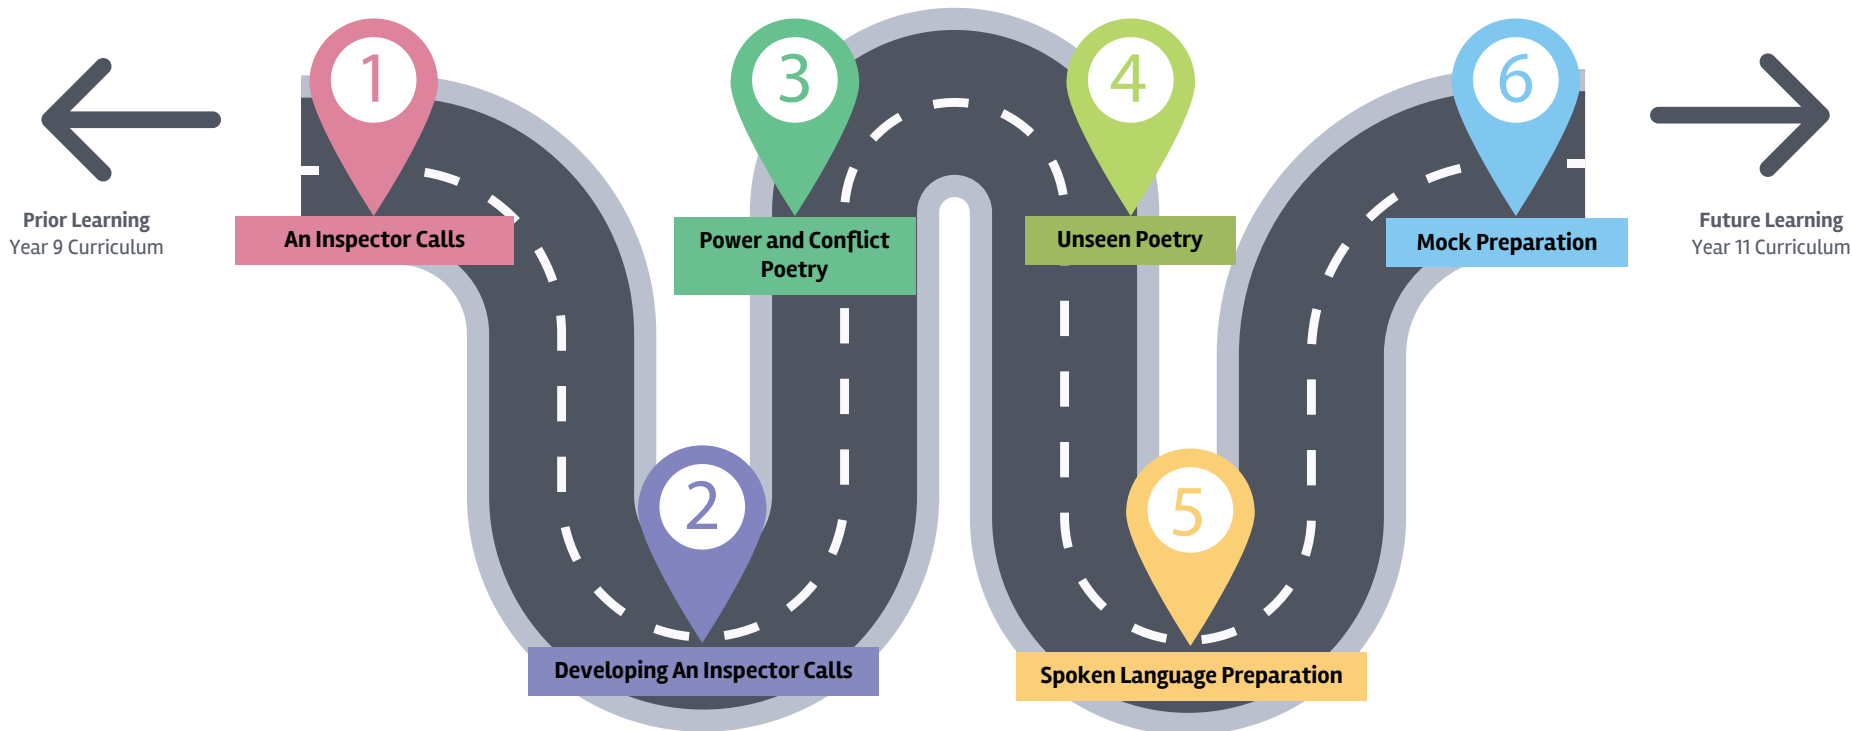 Prior Learning
Year 9 Curriculum
1
An Inspector Calls
2
Developing An Inspector Calls
3
Power and Conflict
Poetry
4
Unseen Poetry
5
Spoken Language Preparation
6
Mock Preparation
Future Learning
Year 11 Curriculum